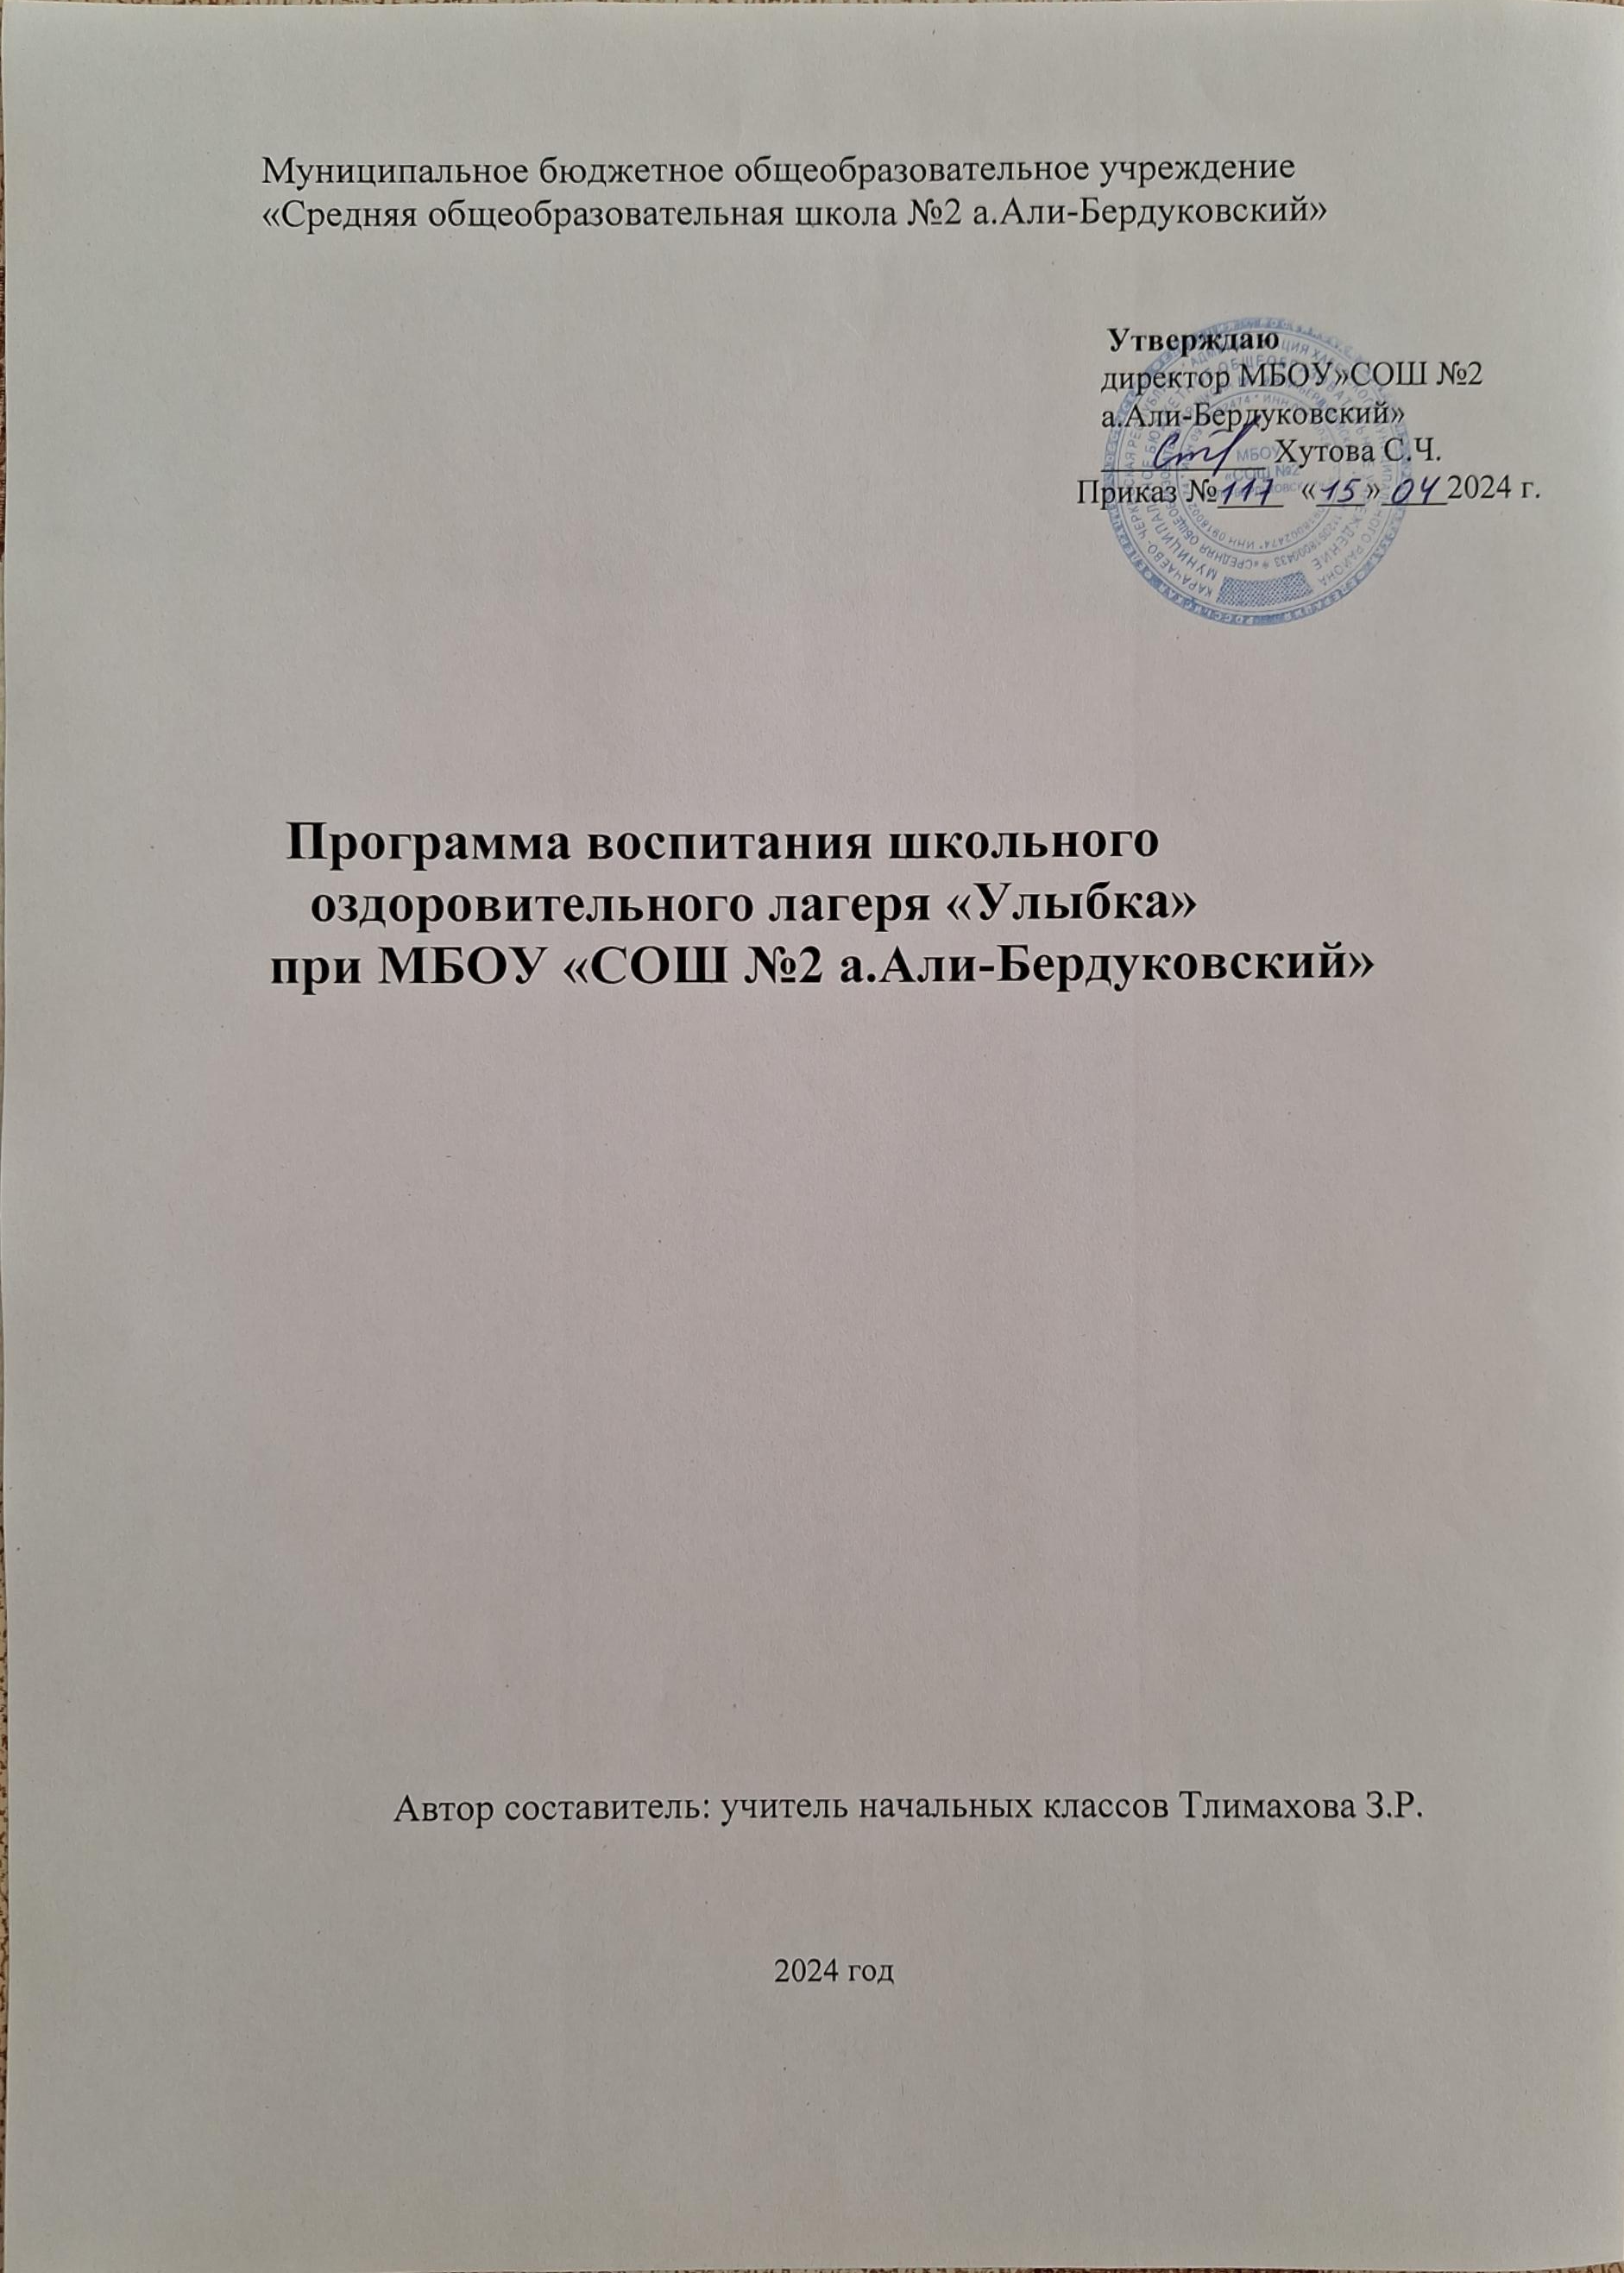 Муниципальное бюджетное общеобразовательное учреждение
«Средняя общеобразовательная школа №2 а.Али-Бердуковский»
Утверждаю
директор МБОУ»СОШ №2
а.Али-Бердуковский»
Хутова С.Ч.
Приказ № 117 «15» 04 2024 г.
Программа воспитания школьного
оздоровительного лагеря «Улыбка»
при МБОУ «СОШ №2 а.Али-Бердуковский»
Автор составитель: учитель начальных классов Тлимахова З.Р.
2024 год